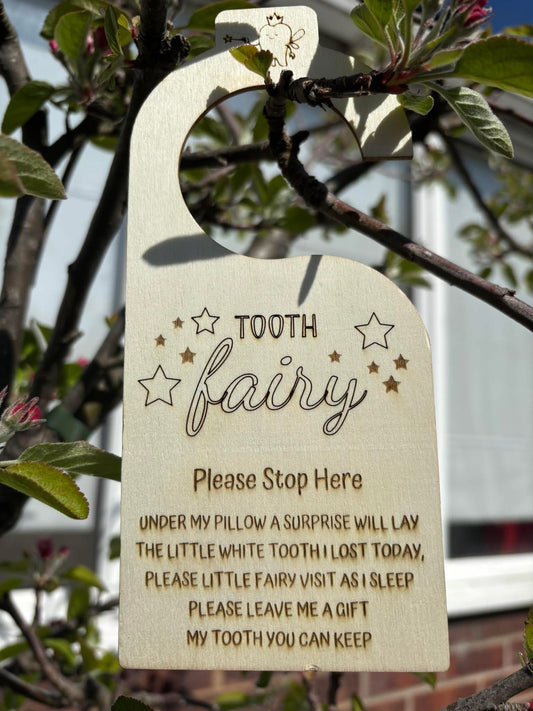 TOOTH
fairy
Please Stop Here
UNDER MY PILLOW A SURPRISE WILL LAY
THE LITTLE WHITE TOOTH I LOST TODAY,
PLEASE LITTLE FAIRY VISIT AS I SLEEP
PLEASE LEAVE ME A GIFT
MY TOOTH YOU CAN KEEP